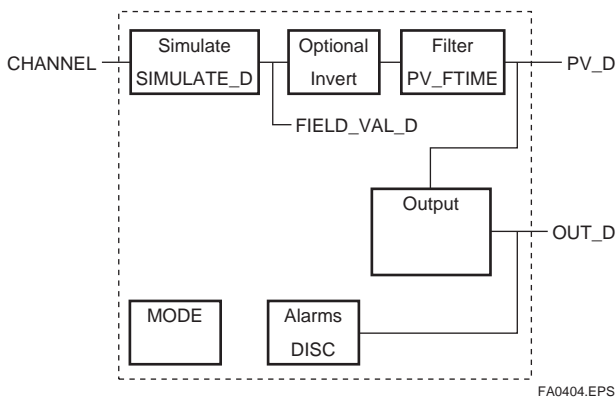 CHANNEL
Simulate
SIMULATE_D
Optional
Invert
Filter
PV_FTIME
PV_D
FIELD_VAL_D
Output
OUT_D
MODE
Alarms
DISC
FA0404.EPS